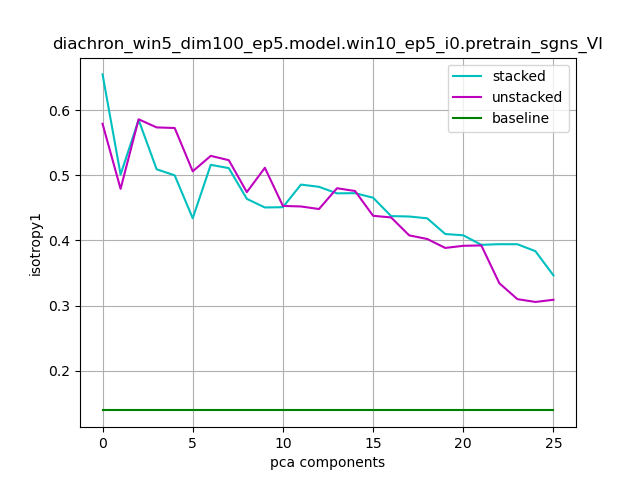 diachron_win5_dim100_ep5.model.win10_ep5_i0.pretrain_sgns_VI
stacked
unstacked
baseline
isotropy1
0.6
0.5
0.4
0.3
0.2
0 5 10 15 20 25
pca components